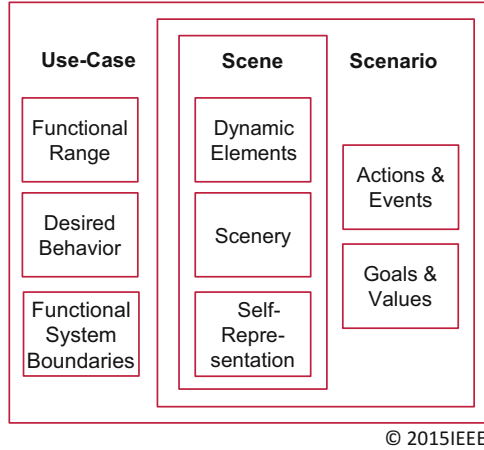 Use-Case
Functional
Range
Desired
Behavior
Functional
System
Boundaries
Scene
Dynamic
Elements
Scenery
Self-
Repre-
sentation
Scenario
Actions &
Events
Goals &
Values
© 2015IEEE